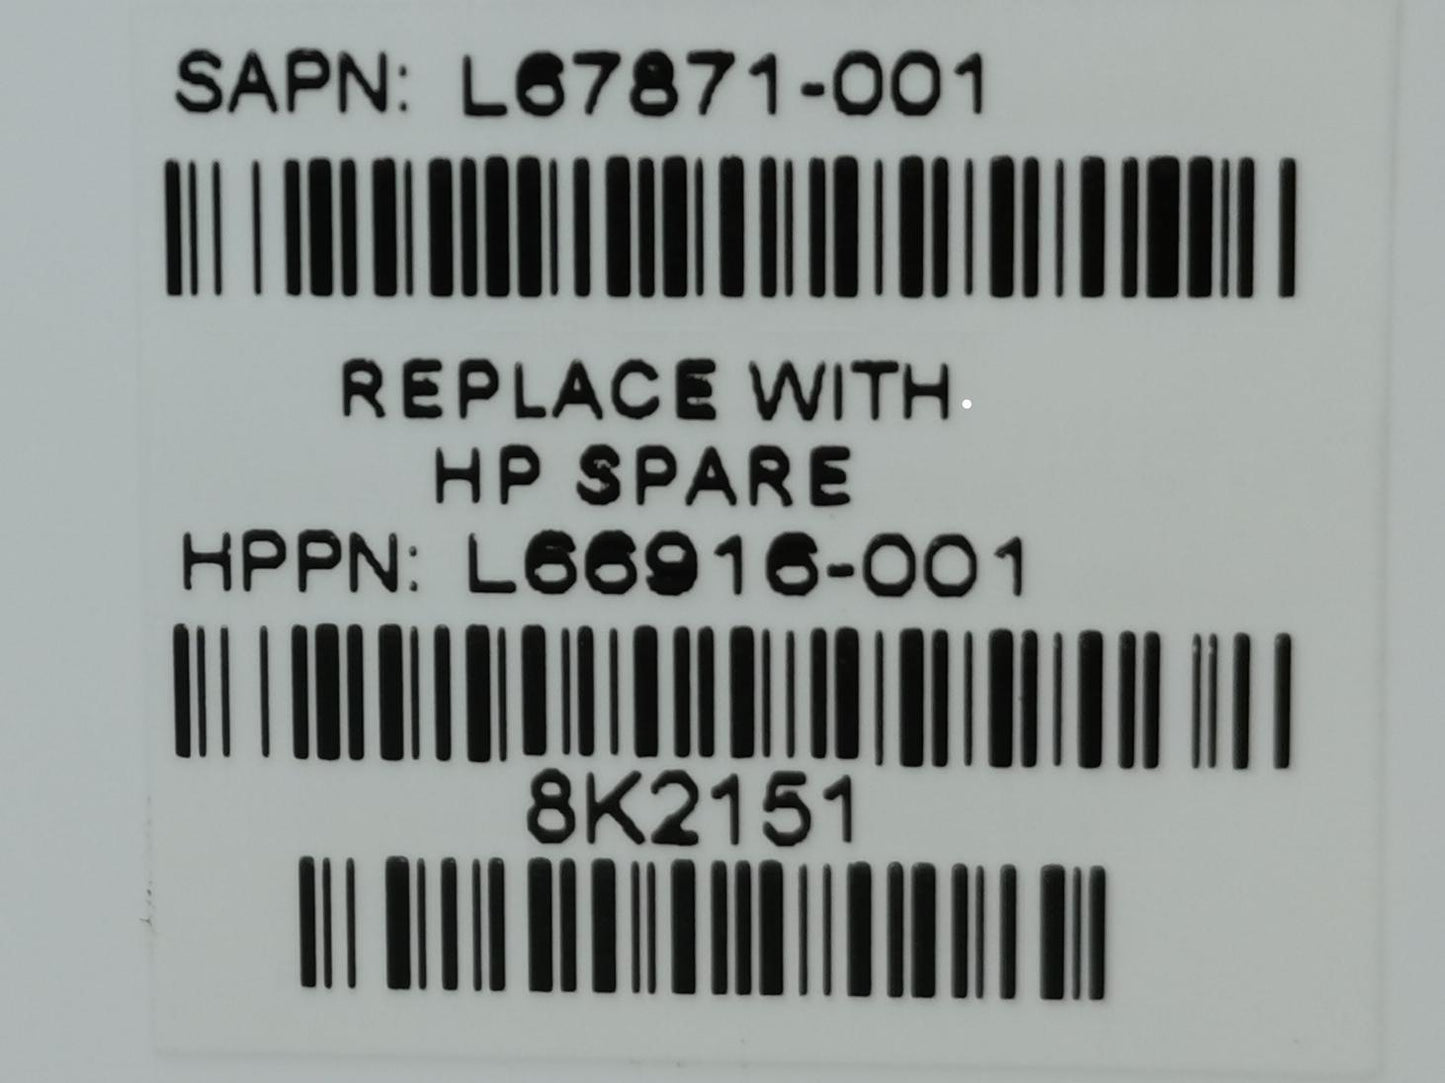 SAPN: L67871-001
REPLACE WITH
HP SPARE
HPPN: L66916-001
8K2151